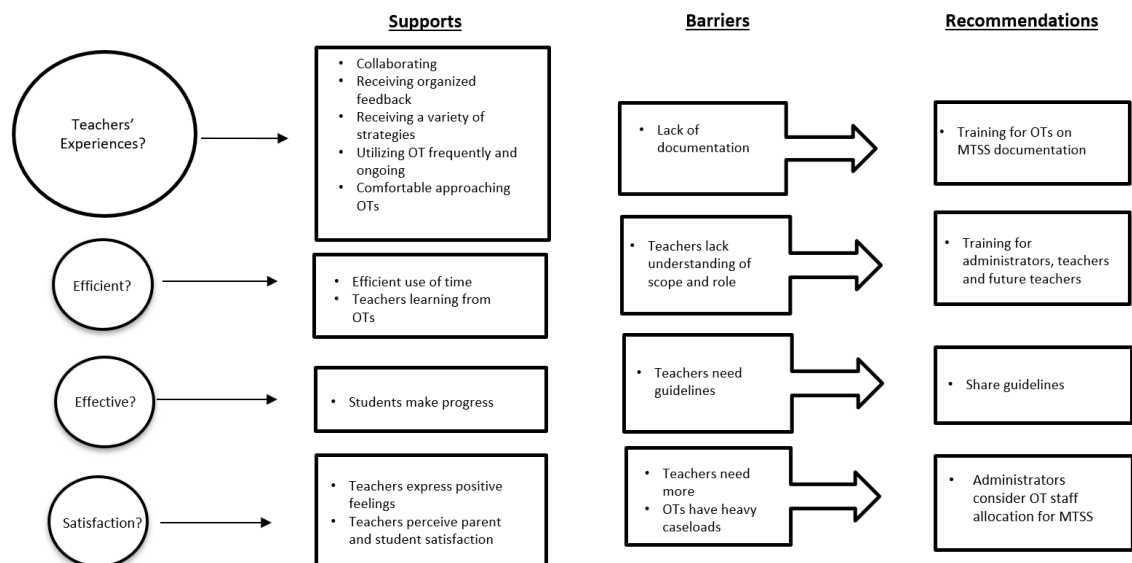 Supports
Barriers
Recommendations
Teachers'
Experiences?
• Collaborating
• Receiving organized
feedback
• Receiving a variety of
strategies
• Utilizing OT frequently and
ongoing
• Comfortable approaching
OTs
• Lack of
documentation
• Training for OTs on
MTSS documentation
Efficient?
• Efficient use of time
• Teachers learning from
OTs
• Teachers lack
understanding of
scope and role
• Training for
administrators, teachers
and future teachers
Effective?
• Students make progress
• Teachers need
guidelines
• Share guidelines
Satisfaction?
• Teachers express positive
feelings
• Teachers perceive parent
and student satisfaction
• Teachers need
more
• OTs have heavy
caseloads
• Administrators
consider OT staff
allocation for MTSS